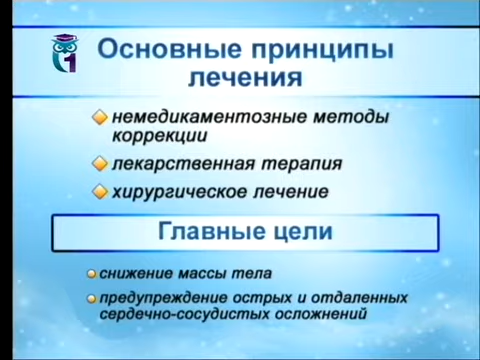 1
Основные принципы
лечения
немедикаментозные методы
коррекции
лекарственная терапия
хирургическое лечение
Главные цели
снижение массы тела
предупреждение острых и отдаленных
сердечно-сосудистых осложнений